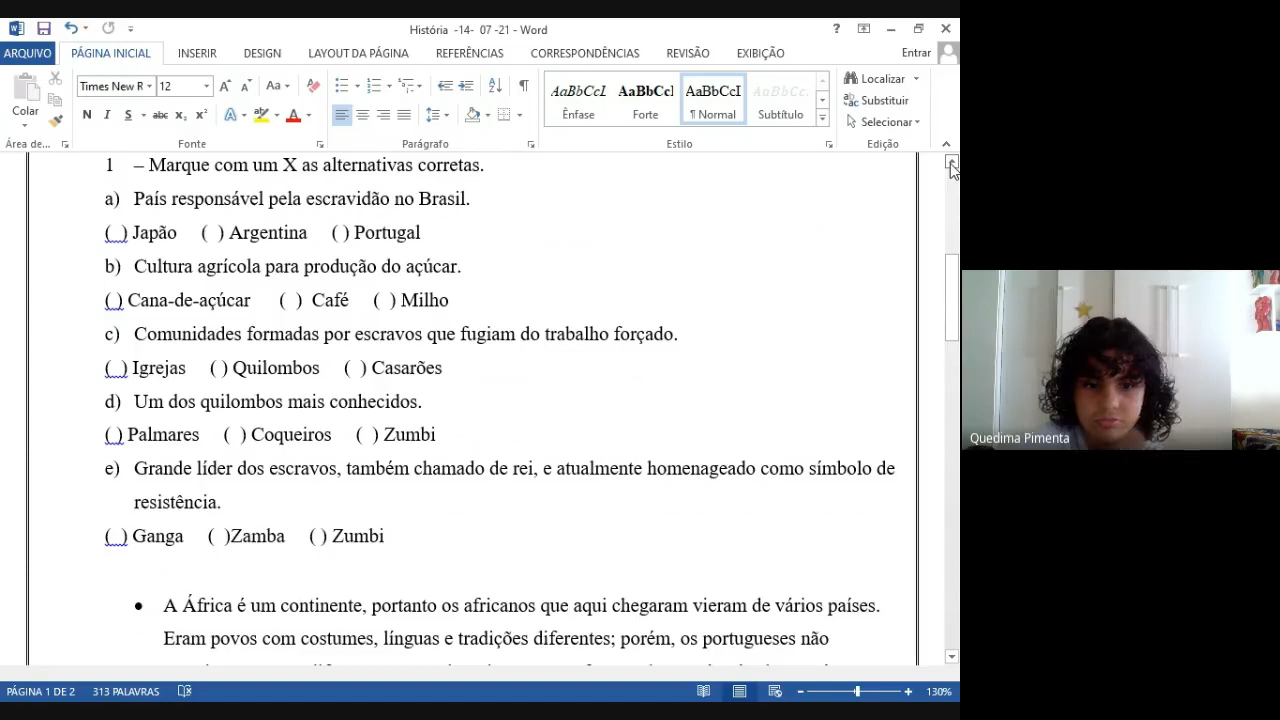 História -14- 07 -21 - Word
ARQUIVO PÁGINA INICIAL INSERIR DESIGN LAYOUT DA PÁGINA REFERÊNCIAS CORRESPONDÊNCIAS REVISÃO EXIBIÇÃO Entrar
Times New R 12 Aa AaBbCcI AaBbCcI AaBbCcI AaBbCc. Localizar
Colar N I S abc x₂ x² A A Ênfase Forte ¶ Normal Subtítulo Substituir
Selecionar
Área de... Fonte Parágrafo Estilo Edição
1 – Marque com um X as alternativas corretas.
a) País responsável pela escravidão no Brasil.
( ) Japão ( ) Argentina ( ) Portugal
b) Cultura agrícola para produção do açúcar.
( ) Cana-de-açúcar ( ) Café ( ) Milho
c) Comunidades formadas por escravos que fugiam do trabalho forçado.
( ) Igrejas ( ) Quilombos ( ) Casarões
d) Um dos quilombos mais conhecidos.
( ) Palmares ( ) Coqueiros ( ) Zumbi
e) Grande líder dos escravos, também chamado de rei, e atualmente homenageado como símbolo de
resistência.
( ) Ganga ( )Zamba ( ) Zumbi
• A África é um continente, portanto os africanos que aqui chegaram vieram de vários países.
Eram povos com costumes, línguas e tradições diferentes; porém, os portugueses não
PÁGINA 1 DE 2 313 PALAVRAS 130%
Quedima Pimenta